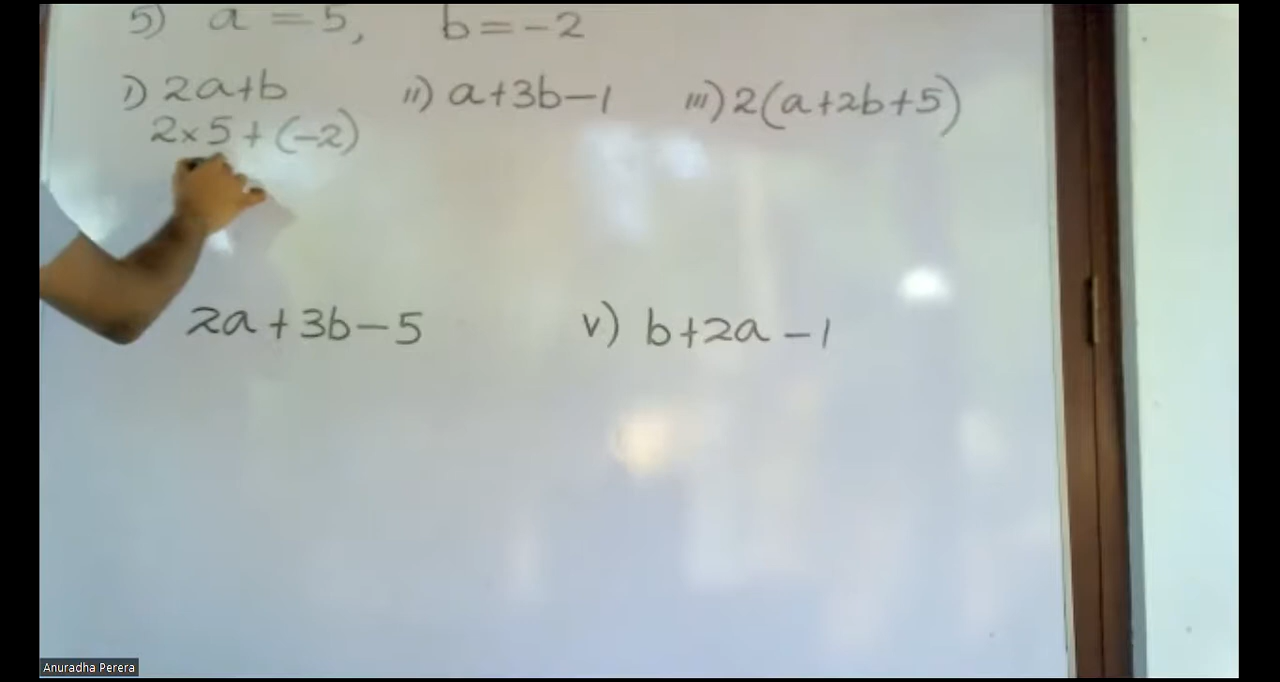 5) a = 5, b = -2
i) 2a+b ii) a+3b-1 iii) 2(a+2b+5)
2×5+(-2)
2a+3b-5 v) b+2a-1
Anuradha Perera